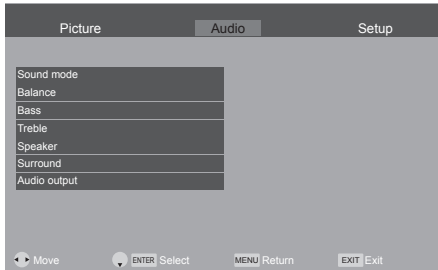 Picture Audio Setup
Sound mode
Balance
Bass
Treble
Speaker
Surround
Audio output
Move ENTER Select MENU Return EXIT Exit